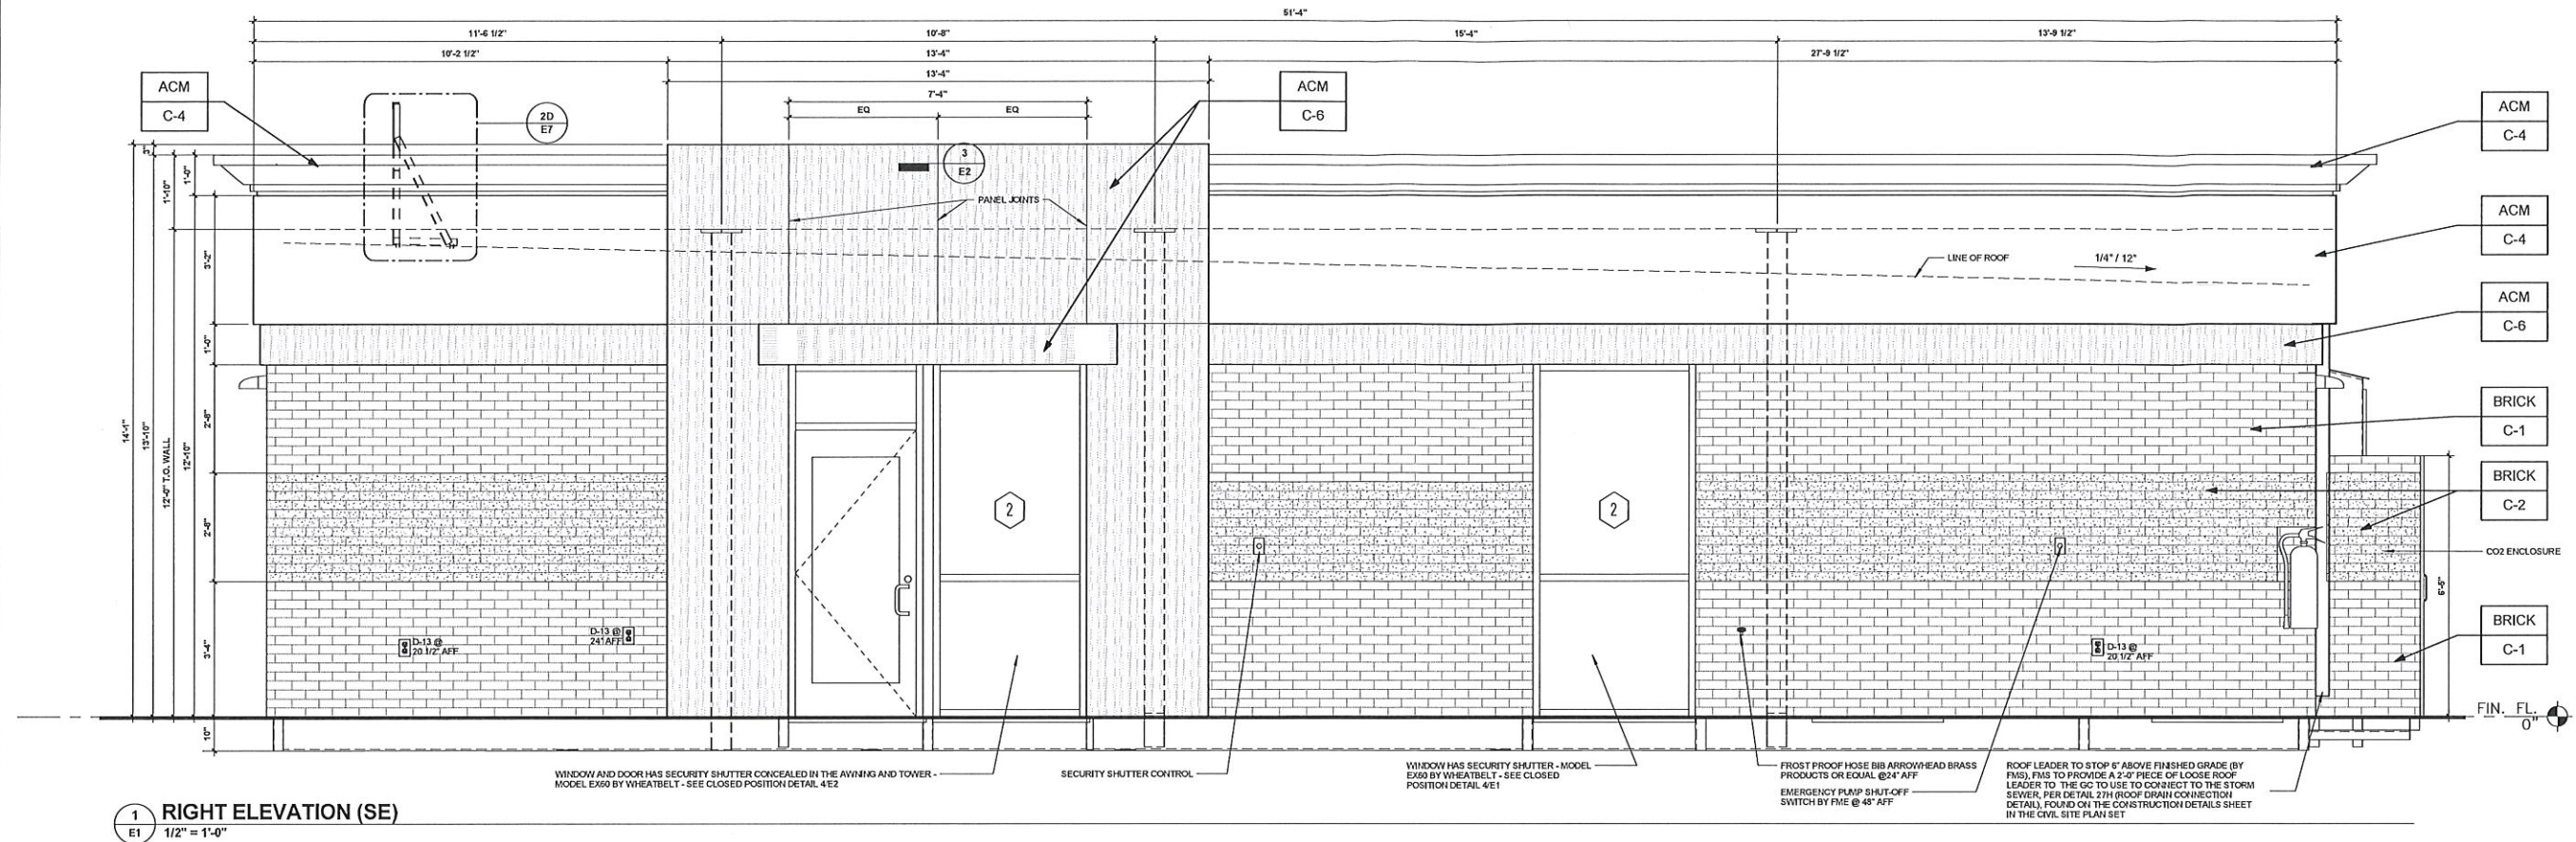 51'-4"
11'-6 1/2"
10'-8"
15'-4"
13'-9 1/2"
10'-2 1/2"
13'-4"
27'-9 1/2"
13'-4"
7'-4"
EQ
EQ
ACM
C-4
2D
E7
ACM
C-6
ACM
C-4
3
E2
PANEL JOINTS
ACM
C-4
LINE OF ROOF
1/4" / 12"
ACM
C-6
BRICK
C-1
BRICK
C-2
CO2 ENCLOSURE
BRICK
C-1
14'-1"
3"
13'-10"
1'-10"
12'-0" T.O. WALL
1'-0"
12'-10"
3'-2"
1'-0"
2'-8"
2'-8"
3'-4"
10"
6'-5"
2
2
D-13 @
20 1/2" AFF
D-13 @
24" AFF
D-13 @
20 1/2" AFF
FIN. FL.
0"
WINDOW AND DOOR HAS SECURITY SHUTTER CONCEALED IN THE AWNING AND TOWER -
MODEL EX60 BY WHEATBELT - SEE CLOSED POSITION DETAIL 4/E2
SECURITY SHUTTER CONTROL
WINDOW HAS SECURITY SHUTTER - MODEL
EX60 BY WHEATBELT - SEE CLOSED
POSITION DETAIL 4/E1
FROST PROOF HOSE BIB ARROWHEAD BRASS
PRODUCTS OR EQUAL @24" AFF
EMERGENCY PUMP SHUT-OFF
SWITCH BY FME @ 48" AFF
ROOF LEADER TO STOP 6" ABOVE FINISHED GRADE (BY
FMS), FMS TO PROVIDE A 2'-0" PIECE OF LOOSE ROOF
LEADER TO THE GC TO USE TO CONNECT TO THE STORM
SEWER, PER DETAIL 27H (ROOF DRAIN CONNECTION
DETAIL), FOUND ON THE CONSTRUCTION DETAILS SHEET
IN THE CIVIL SITE PLAN SET
1
E1
RIGHT ELEVATION (SE)
1/2" = 1'-0"